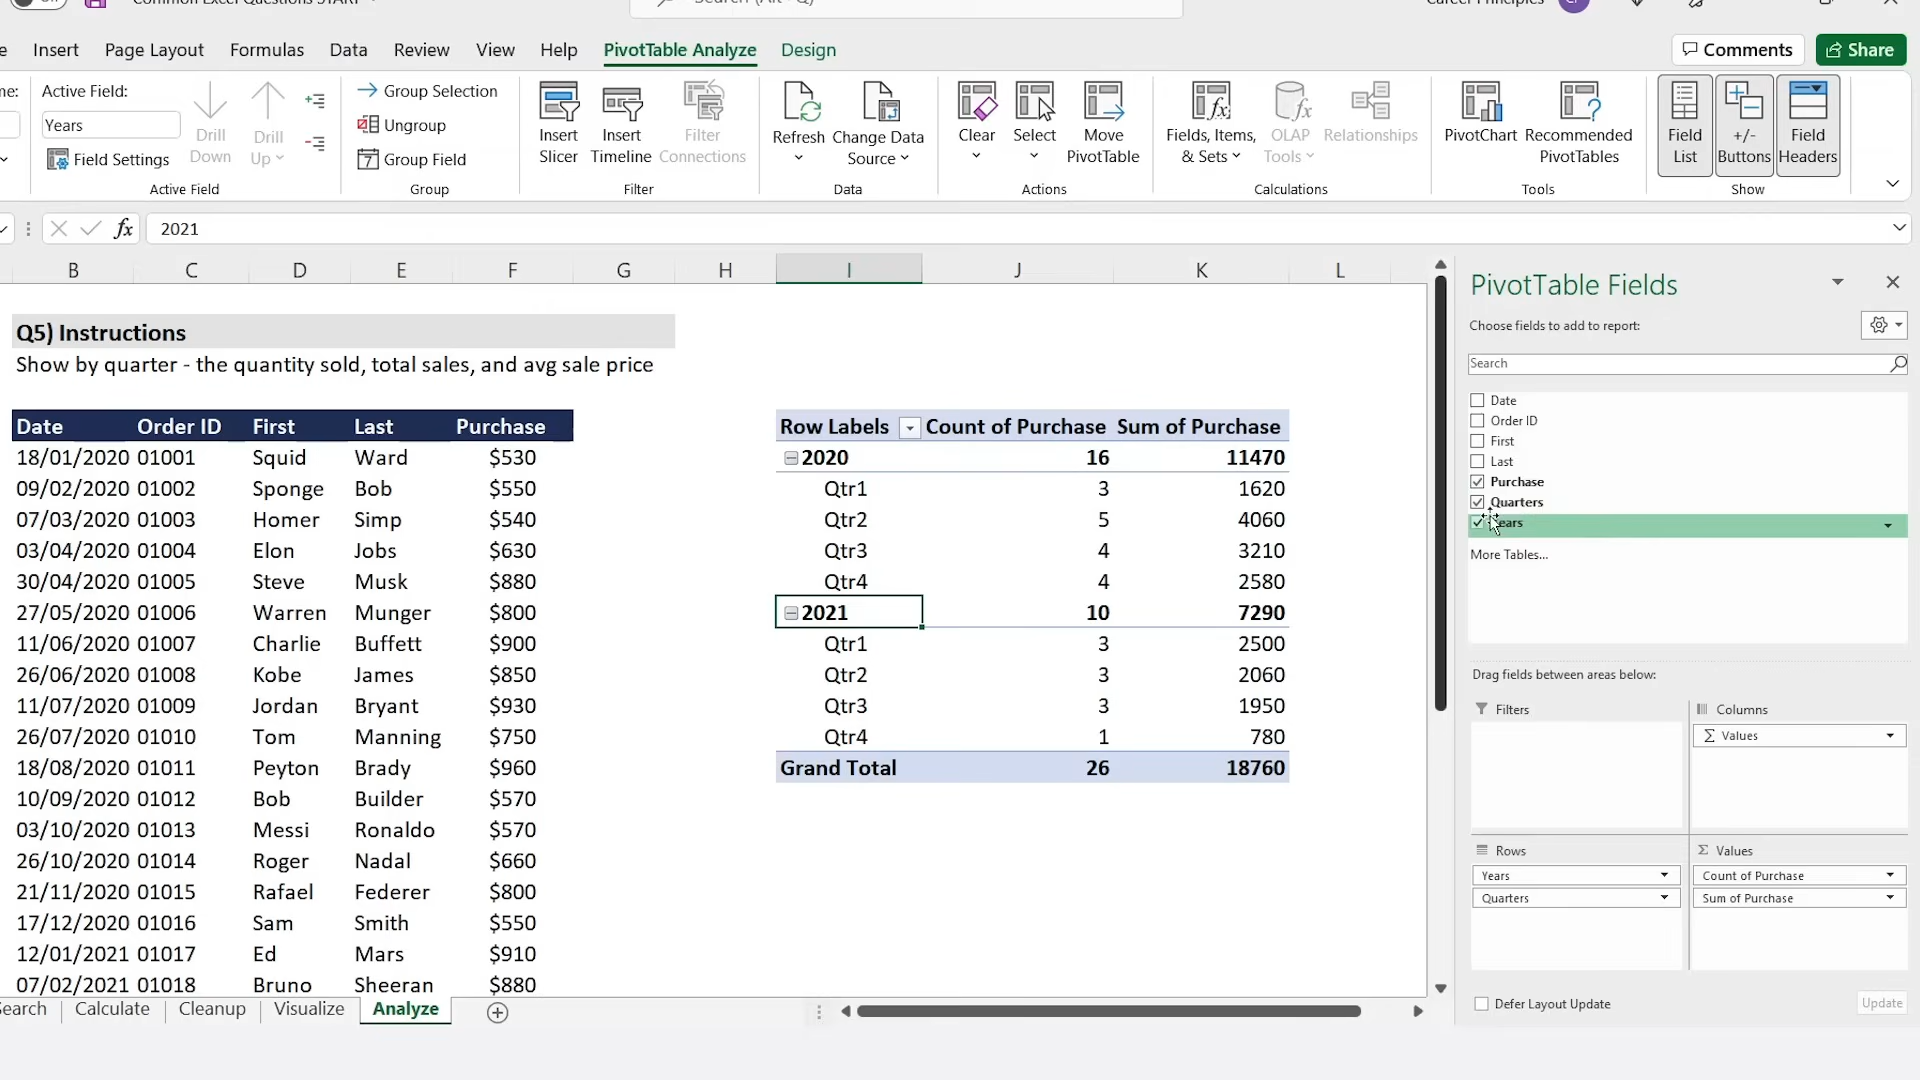 Insert Page Layout Formulas Data Review View Help PivotTable Analyze Design Comments Share
Active Field:
Years
Field Settings
Drill Down
Drill Up
Active Field
Group Selection
Ungroup
Group Field
Group
Insert Slicer
Insert Timeline
Filter Connections
Filter
Refresh
Change Data Source
Data
Clear
Select
Move PivotTable
Actions
Fields, Items, & Sets
OLAP Tools
Relationships
Calculations
PivotChart
Recommended PivotTables
Tools
Field List
+/- Buttons
Field Headers
Show
fx 2021
B C D E F G H I J K L
Q5) Instructions
Show by quarter - the quantity sold, total sales, and avg sale price
Date Order ID First Last Purchase
18/01/2020 01001 Squid Ward $530
09/02/2020 01002 Sponge Bob $550
07/03/2020 01003 Homer Simp $540
03/04/2020 01004 Elon Jobs $630
30/04/2020 01005 Steve Musk $880
27/05/2020 01006 Warren Munger $800
11/06/2020 01007 Charlie Buffett $900
26/06/2020 01008 Kobe James $850
11/07/2020 01009 Jordan Bryant $930
26/07/2020 01010 Tom Manning $750
18/08/2020 01011 Peyton Brady $960
10/09/2020 01012 Bob Builder $570
03/10/2020 01013 Messi Ronaldo $570
26/10/2020 01014 Roger Nadal $660
21/11/2020 01015 Rafael Federer $800
17/12/2020 01016 Sam Smith $550
12/01/2021 01017 Ed Mars $910
07/02/2021 01018 Bruno Sheeran $880
Row Labels Count of Purchase Sum of Purchase
2020 16 11470
Qtr1 3 1620
Qtr2 5 4060
Qtr3 4 3210
Qtr4 4 2580
2021 10 7290
Qtr1 3 2500
Qtr2 3 2060
Qtr3 3 1950
Qtr4 1 780
Grand Total 26 18760
PivotTable Fields
Choose fields to add to report:
Search
Date
Order ID
First
Last
Purchase
Quarters
More Tables...
Drag fields between areas below:
Filters
Columns
Σ Values
Rows
Years
Quarters
Σ Values
Count of Purchase
Sum of Purchase
Defer Layout Update
Update
Calculate Cleanup Visualize Analyze